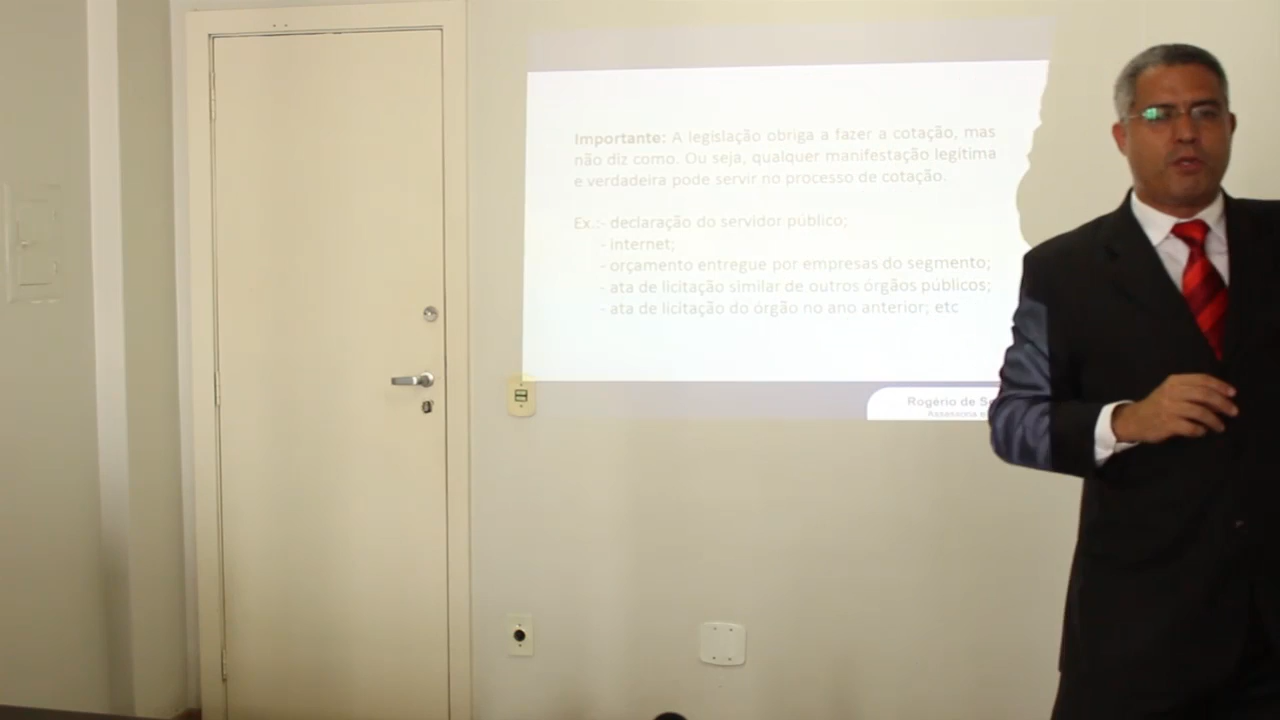 Importante: A legislação obriga a fazer a cotação, mas
não diz como. Ou seja, qualquer manifestação legítima
e verdadeira pode servir no processo de cotação.
Ex.:- declaração do servidor público;
- internet;
- orçamento entregue por empresas do segmento;
- ata de licitação similar de outros órgãos públicos;
- ata de licitação do órgão no ano anterior; etc
Rogério de
Assessoria